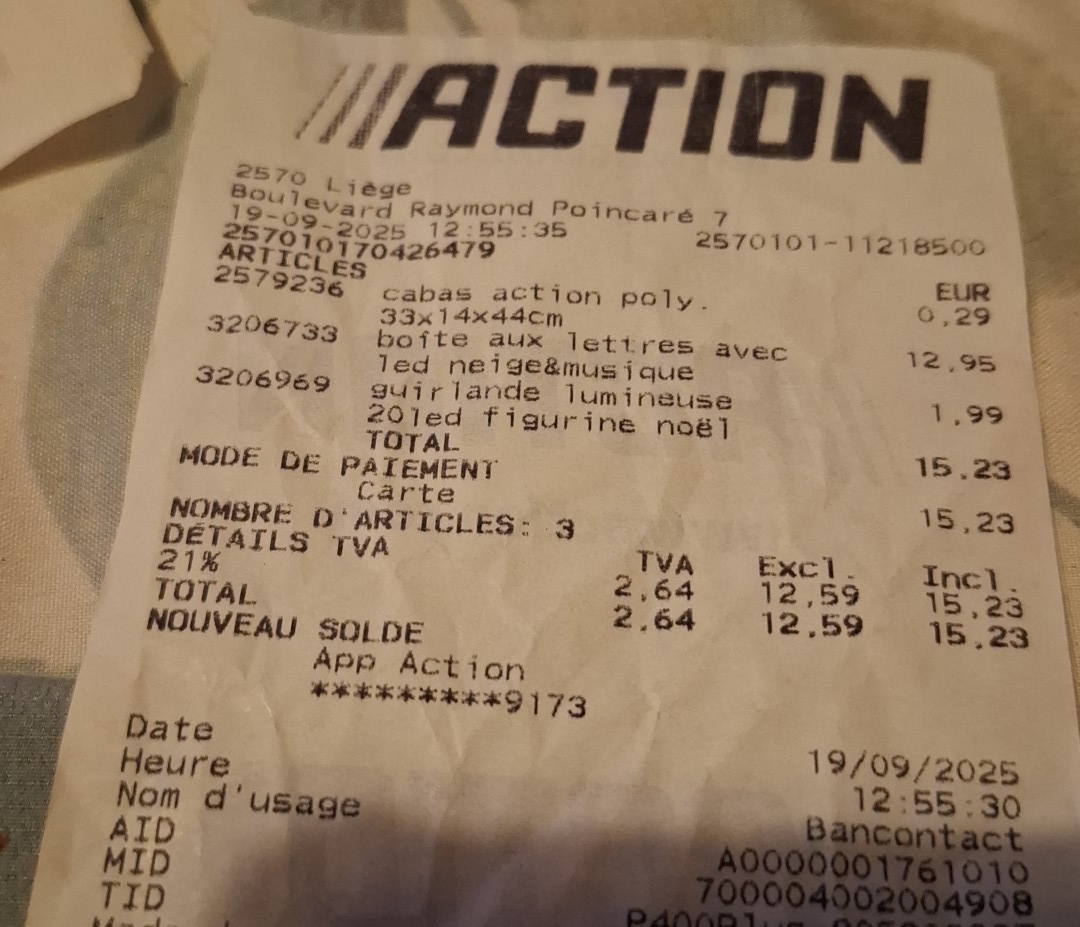 ///ACTION
2570 Liège
Boulevard Raymond Poincaré 7
19-09-2025 12:55:35 2570101-11218500
257010170426479
ARTICLES EUR
2579236 cabas action poly. 0,29
33x14x44cm
3206733 boîte aux lettres avec 12,95
led neige&musique
3206969 guirlande lumineuse 1,99
20led figurine noël
TOTAL 15,23
MODE DE PAIEMENT
Carte 15,23
NOMBRE D'ARTICLES: 3
DÉTAILS TVA TVA Excl. Incl.
21% 2,64 12,59 15,23
TOTAL 2,64 12,59 15,23
NOUVEAU SOLDE
App Action
*********9173
Date 19/09/2025
Heure 12:55:30
Nom d'usage Bancontact
AID A0000001761010
MID 7000040002004908
TID